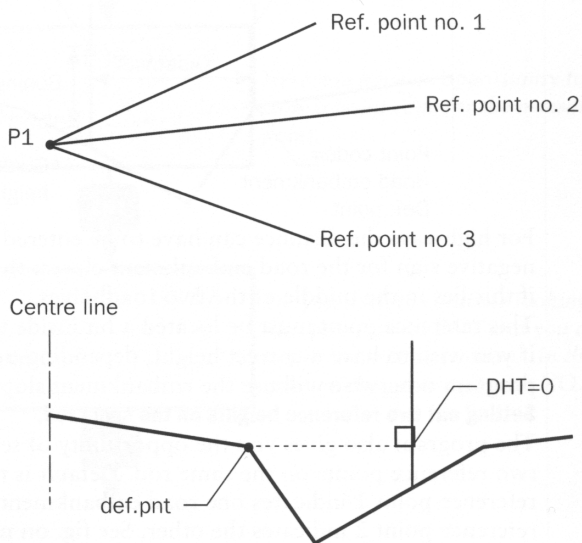 Ref. point no. 1
Ref. point no. 2
P1
Ref. point no. 3
Centre line
DHT=0
def.pnt